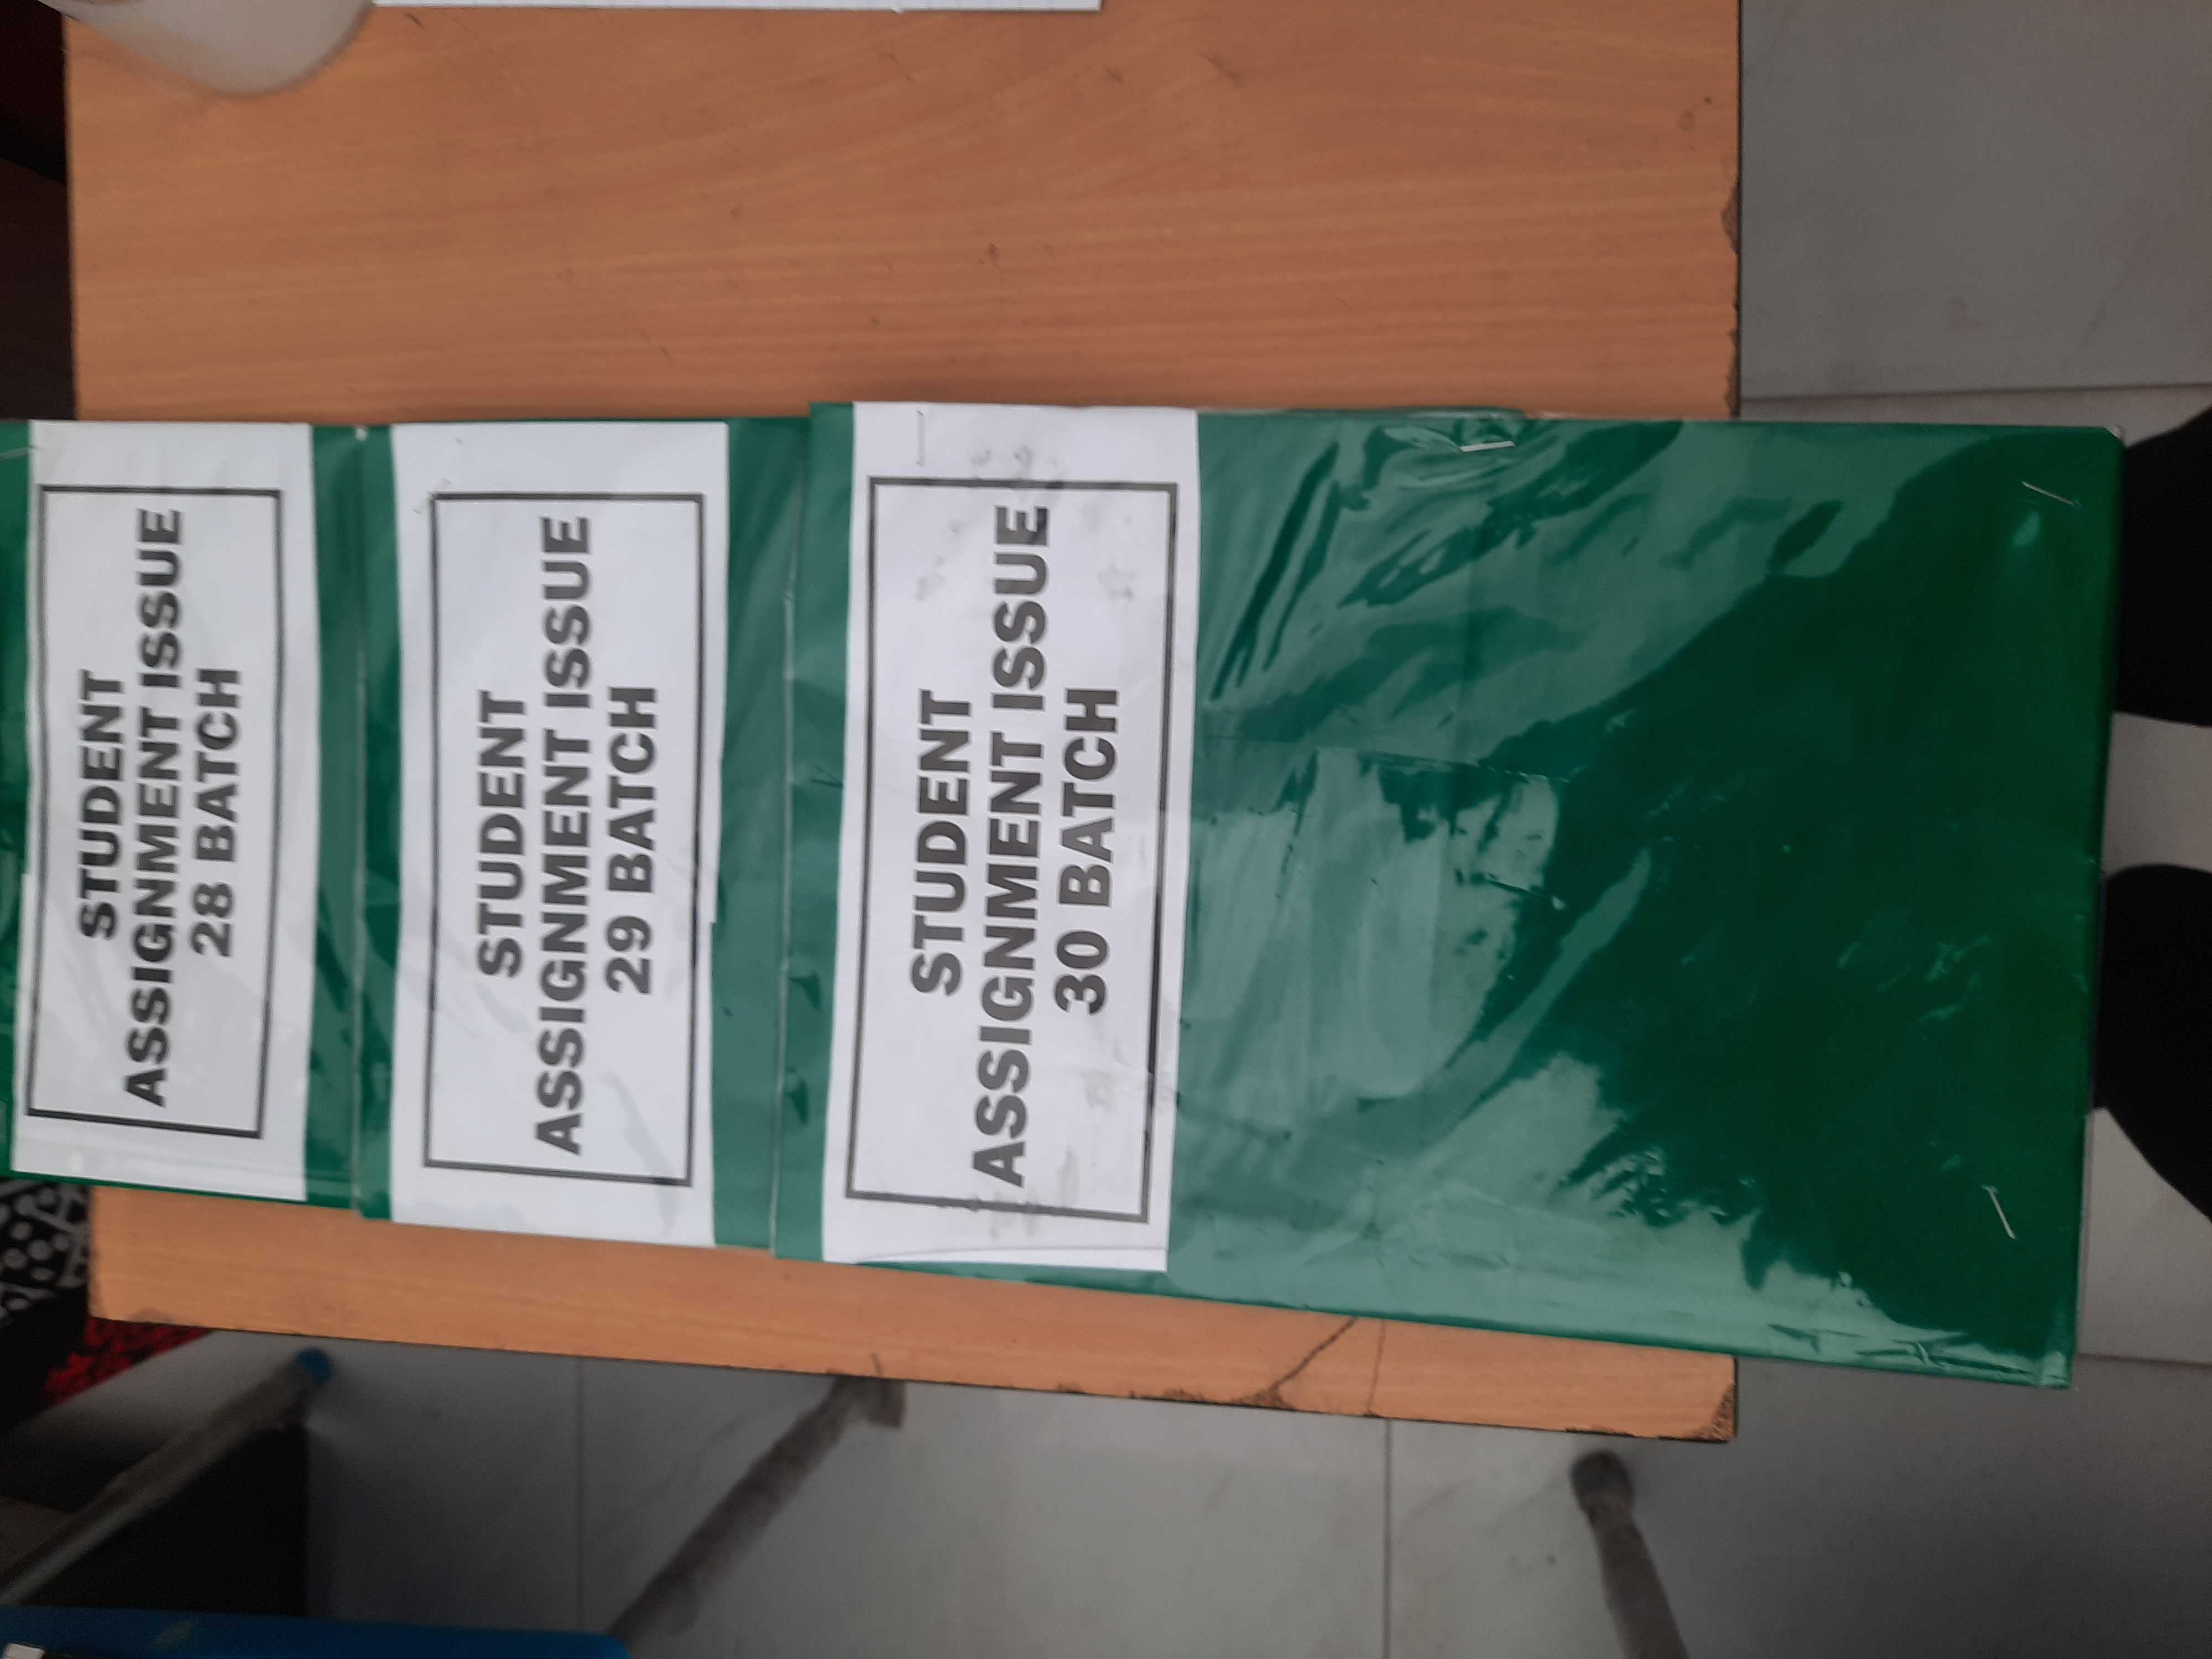 STUDENT
ASSIGNMENT ISSUE
28 BATCH
STUDENT
ASSIGNMENT ISSUE
29 BATCH
STUDENT
ASSIGNMENT ISSUE
30 BATCH